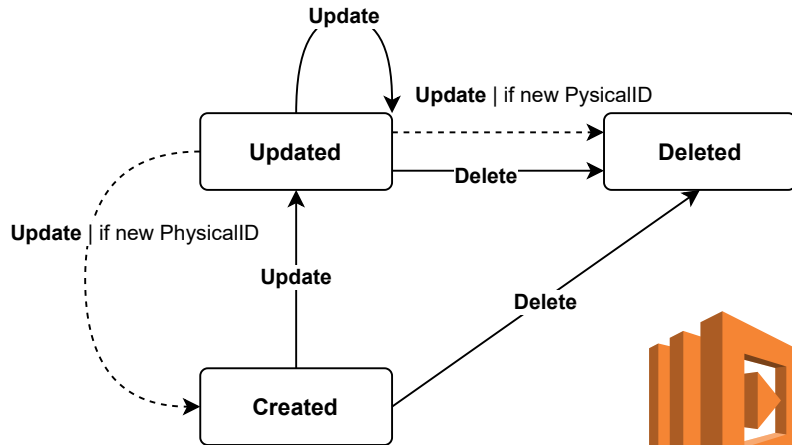 Update
Update | if new PysicalID
Updated
Deleted
Delete
Update | if new PhysicalID
Update
Delete
Created